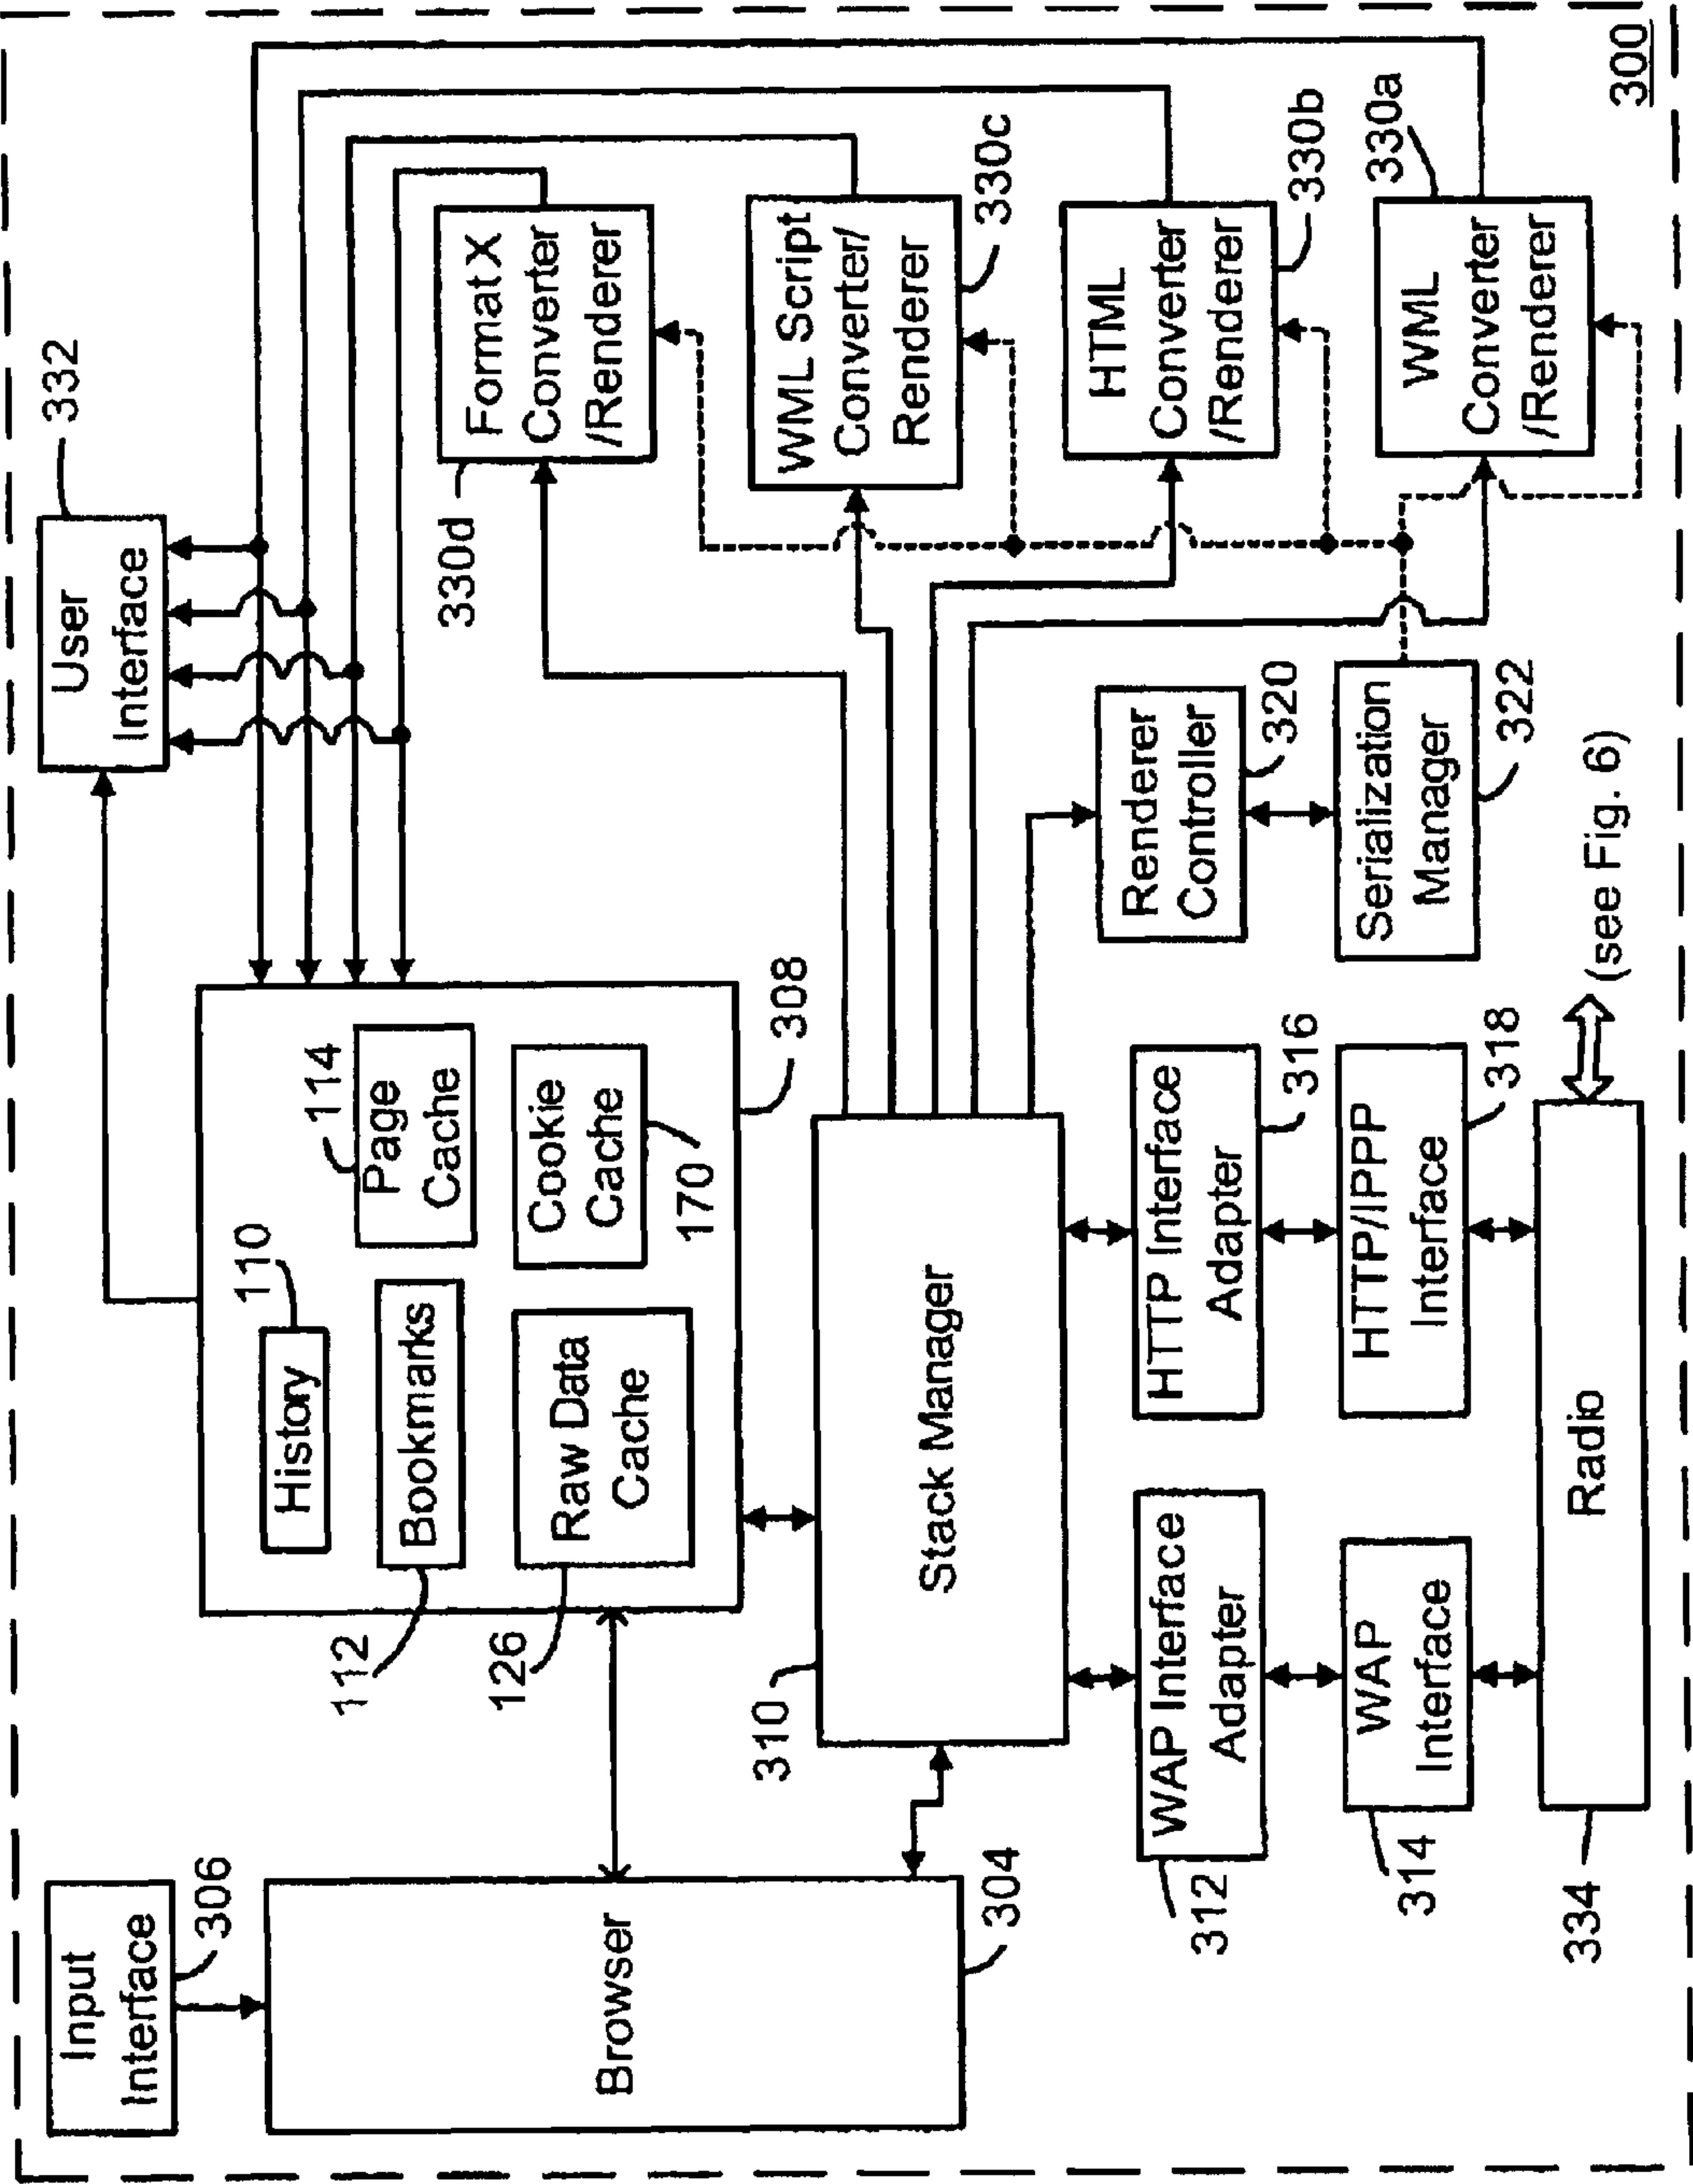 Input
Interface
306
Browser
304
History
110
Bookmarks
112
114
Page
Cache
Raw Data
Cache
126
Cookie
Cache
170
308
User
Interface
332
Stack Manager
310
WAP Interface
Adapter
312
WAP
Interface
314
HTTP Interface
Adapter
316
HTTP/IPPP
Interface
318
Radio
334
(see Fig. 6)
Renderer
Controller
320
Serialization
Manager
322
Format X
Converter
/Renderer
330d
WML Script
Converter/
Renderer
330c
HTML
Converter
/Renderer
330b
WML
Converter
/Renderer
330a
300